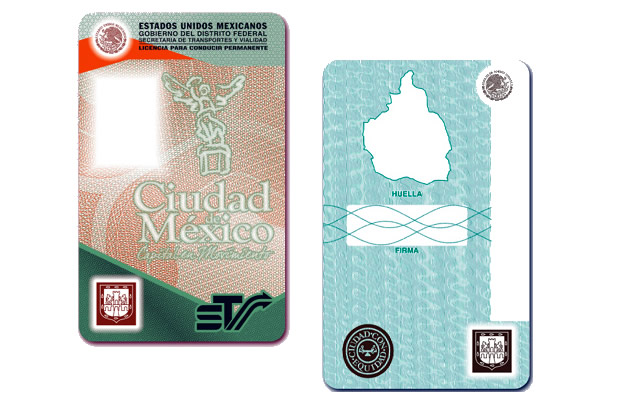 ESTADOS UNIDOS MEXICANOS
GOBIERNO DEL DISTRITO FEDERAL
SECRETARIA DE TRANSPORTES Y VIALIDAD
LICENCIA PARA CONDUCIR PERMANENTE
Ciudad
de
México
Capital en Movimiento
STV
HUELLA
FIRMA
CIUDAD CON
EQUIDAD